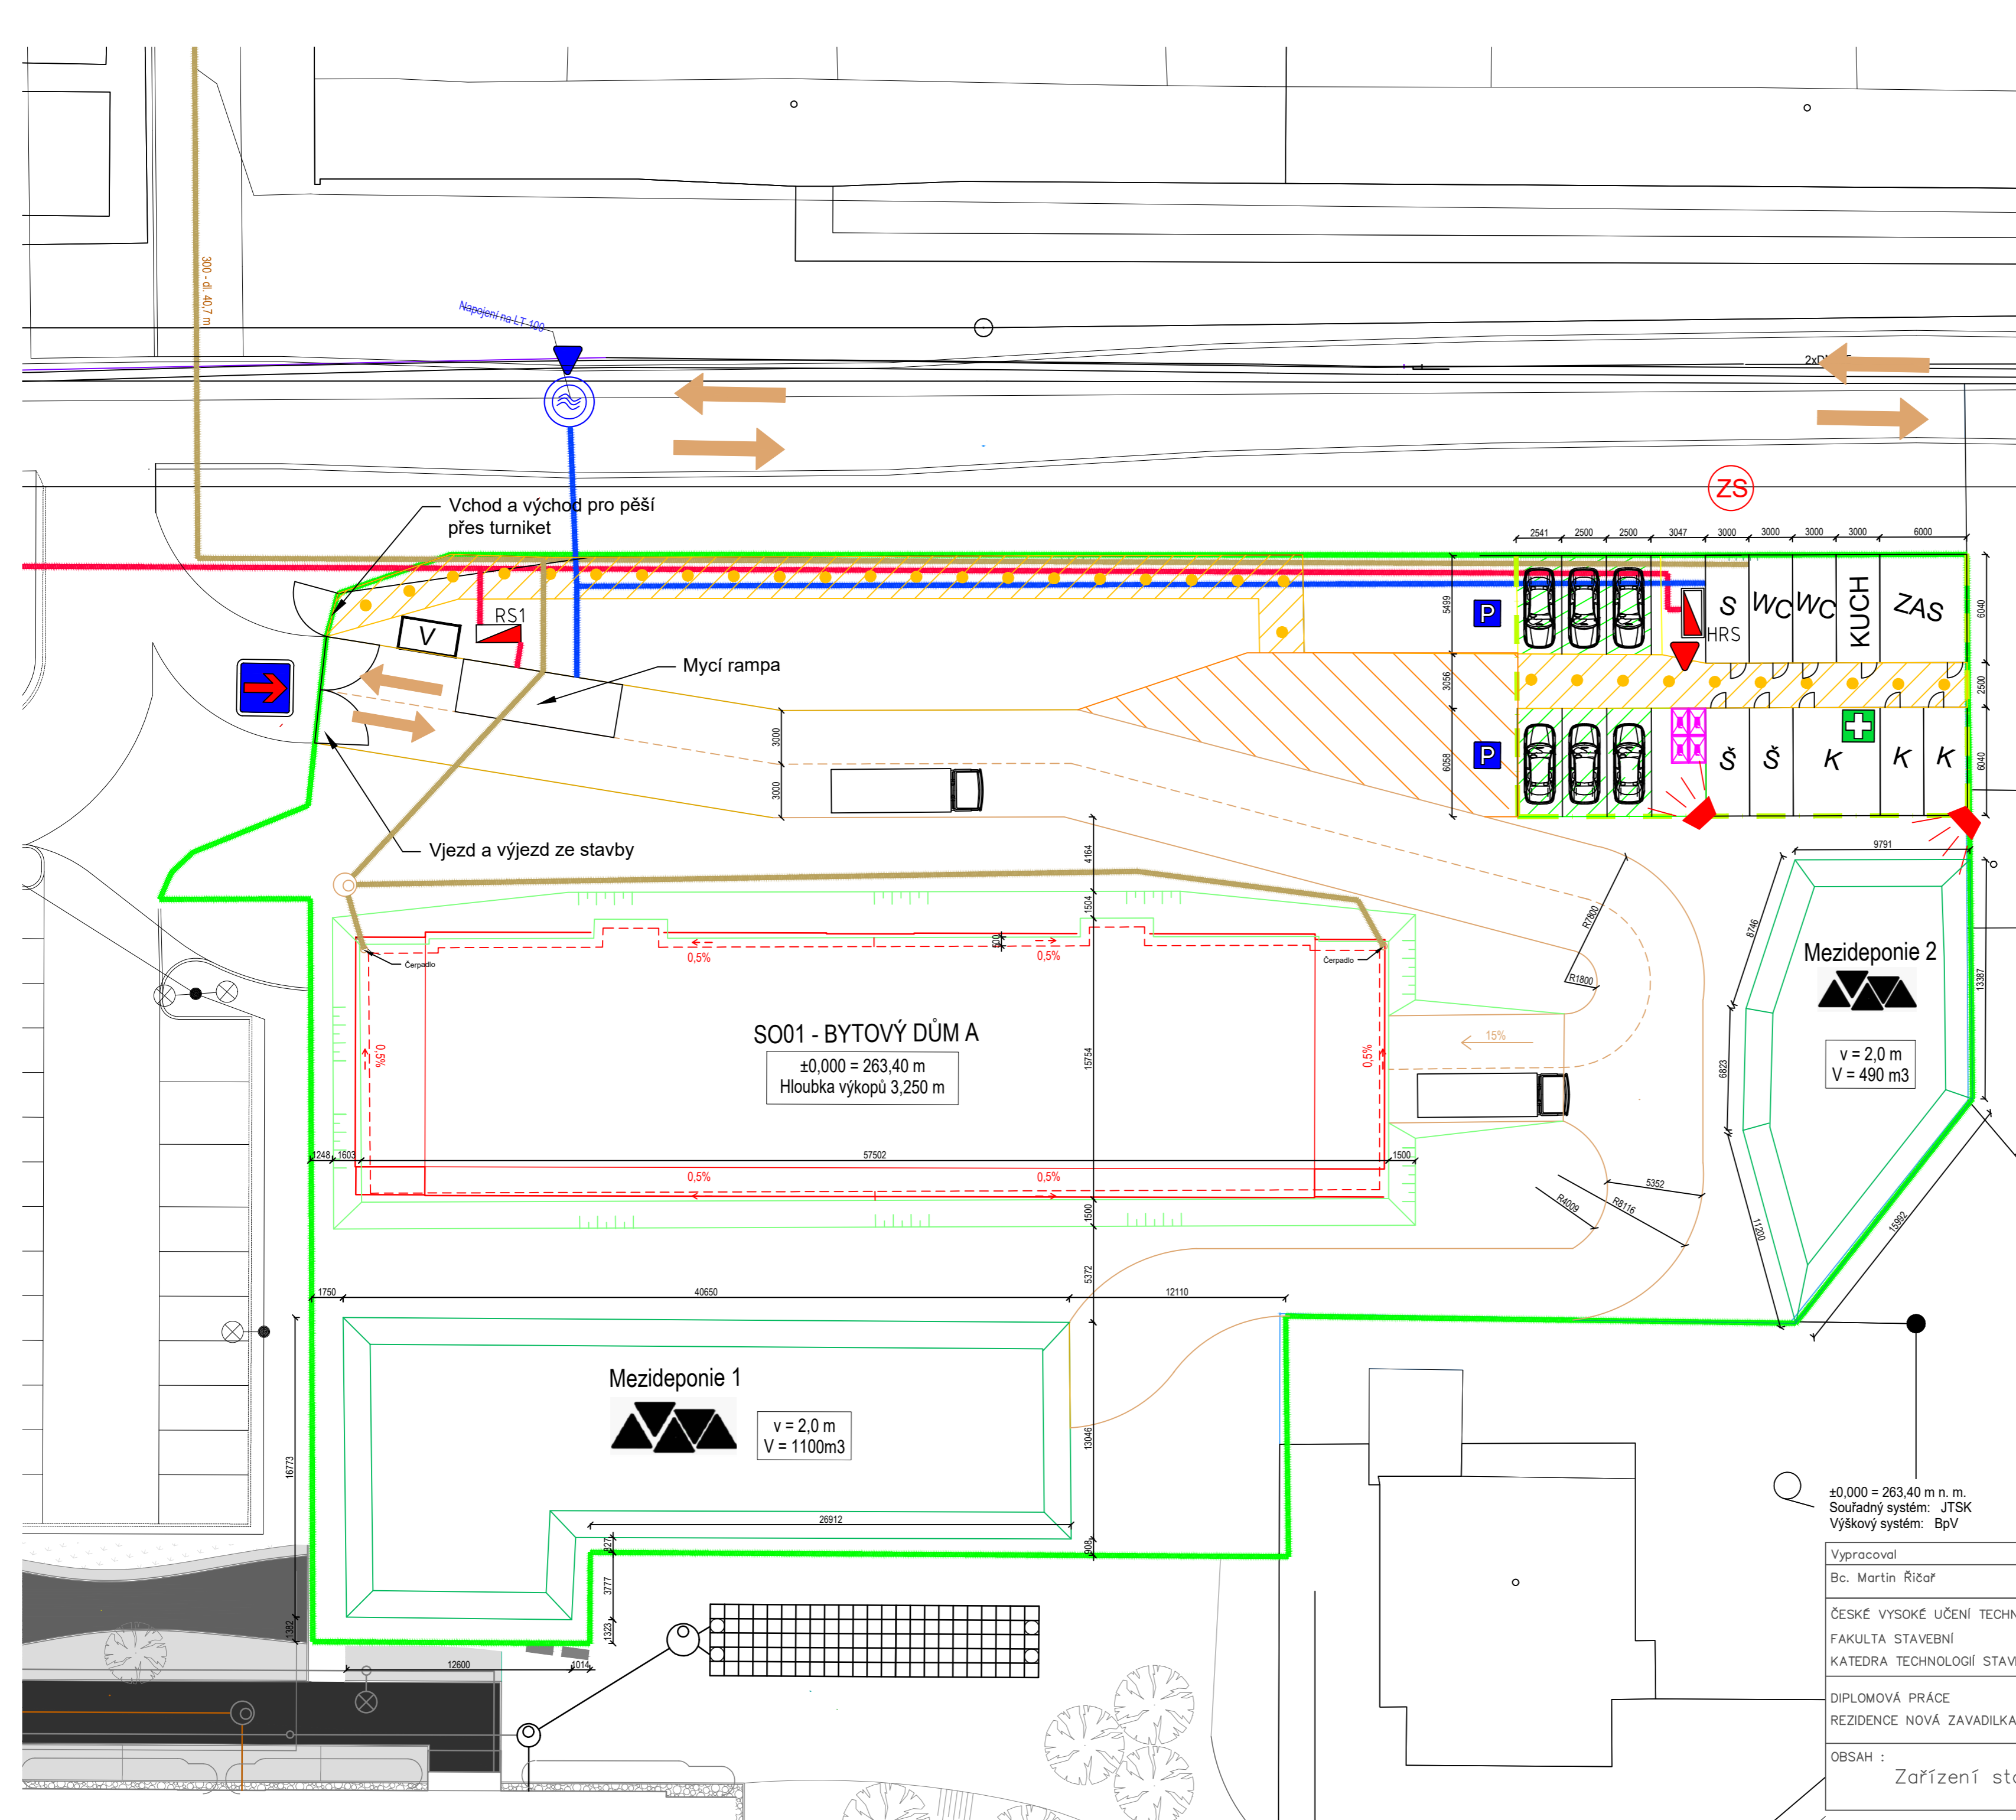 300 - dl. 40,7 m
Napojení na LT 100
Vchod a východ pro pěší
přes turniket
ZS
2541
2500
2500
3047
3000
3000
3000
3000
6000
P
5499
S
WC
WC
KUCH
ZAS
6040
HRS
RS1
V
Mycí rampa
3056
2500
P
6058
Š
Š
K
K
K
6040
3000
3000
Vjezd a výjezd ze stavby
4164
9791
R7800
8746
Mezideponie 2
13387
1504
500
0,5%
0,5%
Čerpadlo
Čerpadlo
R1800
SO01 - BYTOVÝ DŮM A
±0,000 = 263,40 m
Hloubka výkopů 3,250 m
0,5%
15754
0,5%
15%
v = 2,0 m
V = 490 m3
6823
1248
1603
57502
1500
0,5%
0,5%
1500
R4009
R8116
5352
11200
15992
5372
1750
40650
12110
Mezideponie 1
v = 2,0 m
V = 1100m3
13046
16773
26912
827
908
3777
1323
1382
12600
1014
±0,000 = 263,40 m n. m.
Souřadný systém: JTSK
Výškový systém: BpV
Vypracoval
Bc. Martin Říčař
ČESKÉ VYSOKÉ UČENÍ TECHN
FAKULTA STAVEBNÍ
KATEDRA TECHNOLOGIÍ STAV
DIPLOMOVÁ PRÁCE
REZIDENCE NOVÁ ZAVADILKA
OBSAH :
Zařízení sta